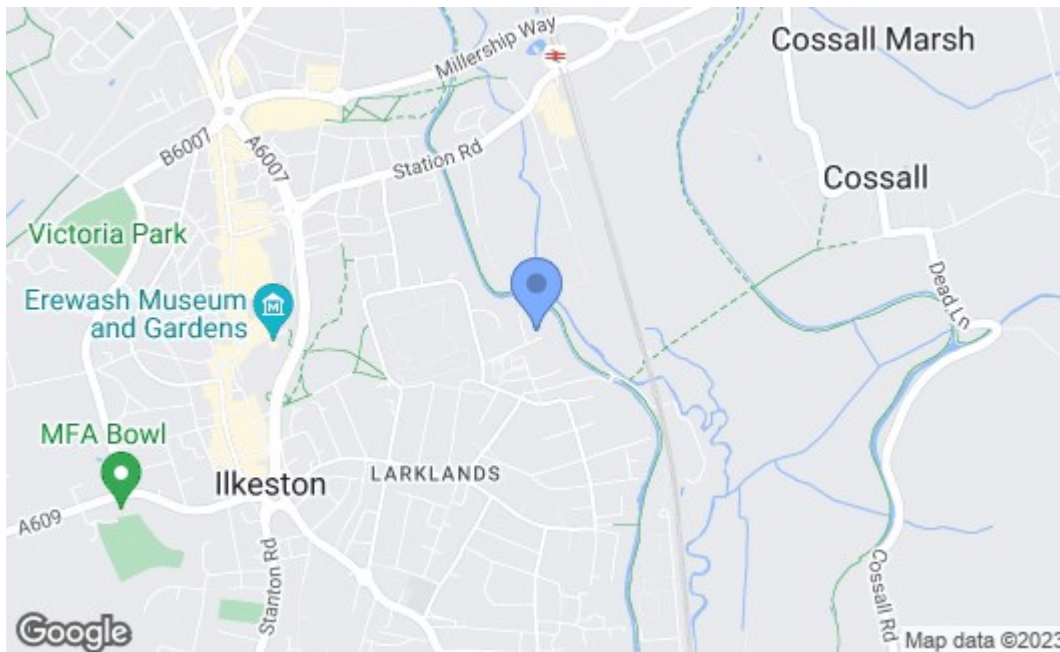 Cossall Marsh
Millership Way
B6007
A6007
Station Rd
Cossall
Victoria Park
Erewash Museum
and Gardens
Dead Ln
MFA Bowl
Ilkeston
LARKLANDS
A609
Stanton Rd
Cossall Rd
Google
Map data ©2023